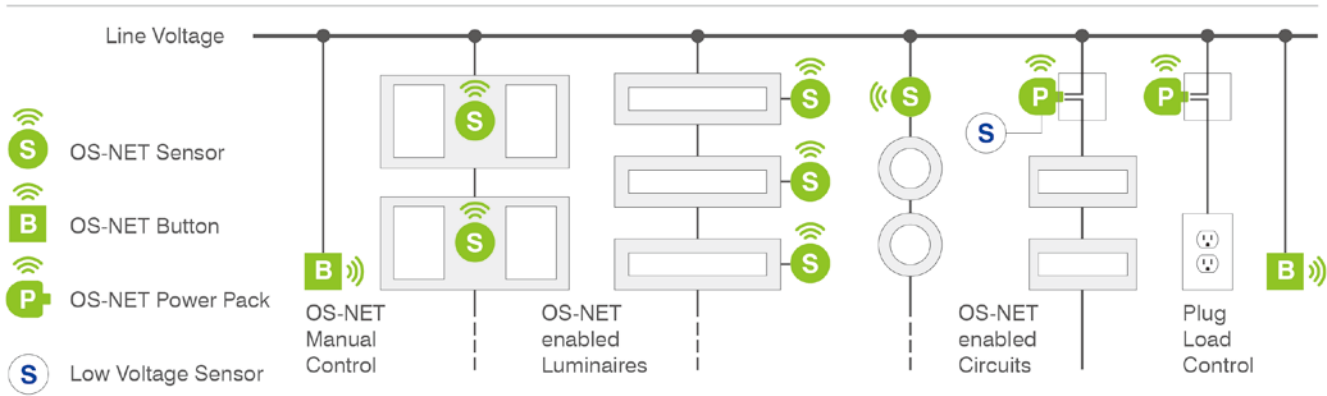 Line Voltage
S
OS-NET Sensor
B
OS-NET Button
P
OS-NET Power Pack
S
Low Voltage Sensor
B
OS-NET
Manual
Control
S
S
OS-NET
enabled
Luminaires
S
S
S
S
P
S
OS-NET
enabled
Circuits
P
Plug
Load
Control
B